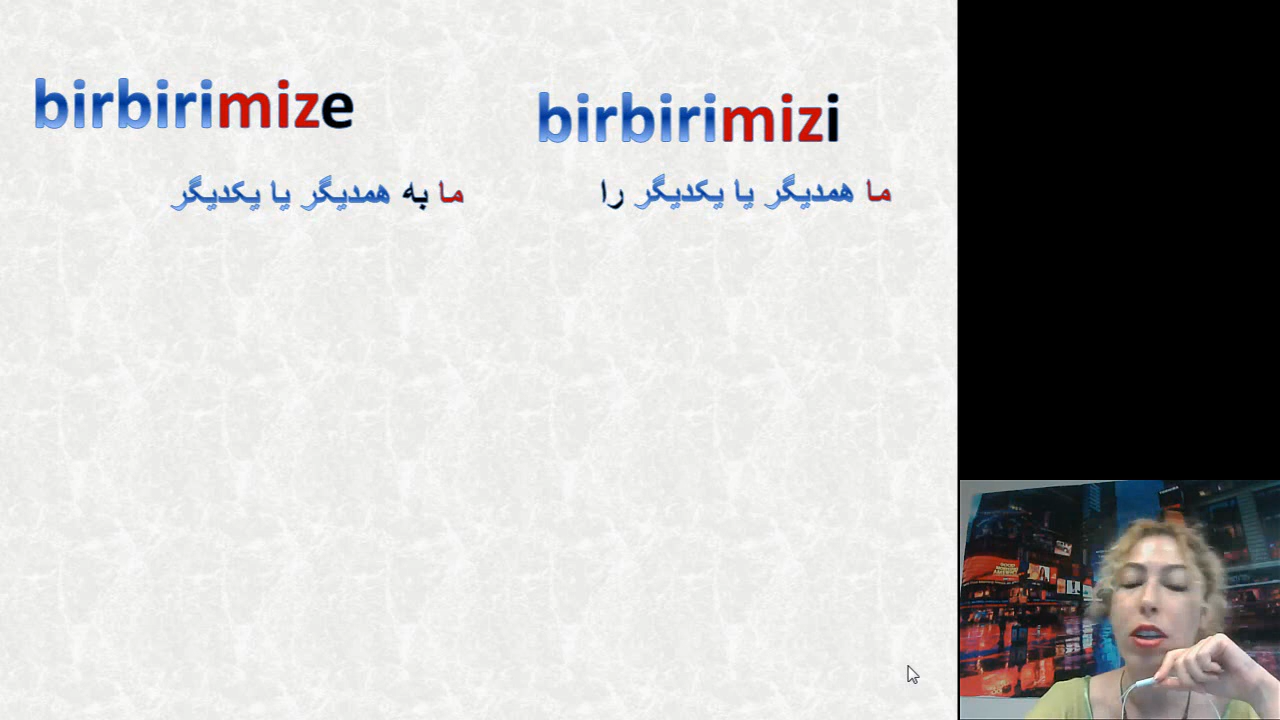 birbirimize
ما به همدیگر یا یکدیگر
birbirimizi
ما همدیگر یا یکدیگر را